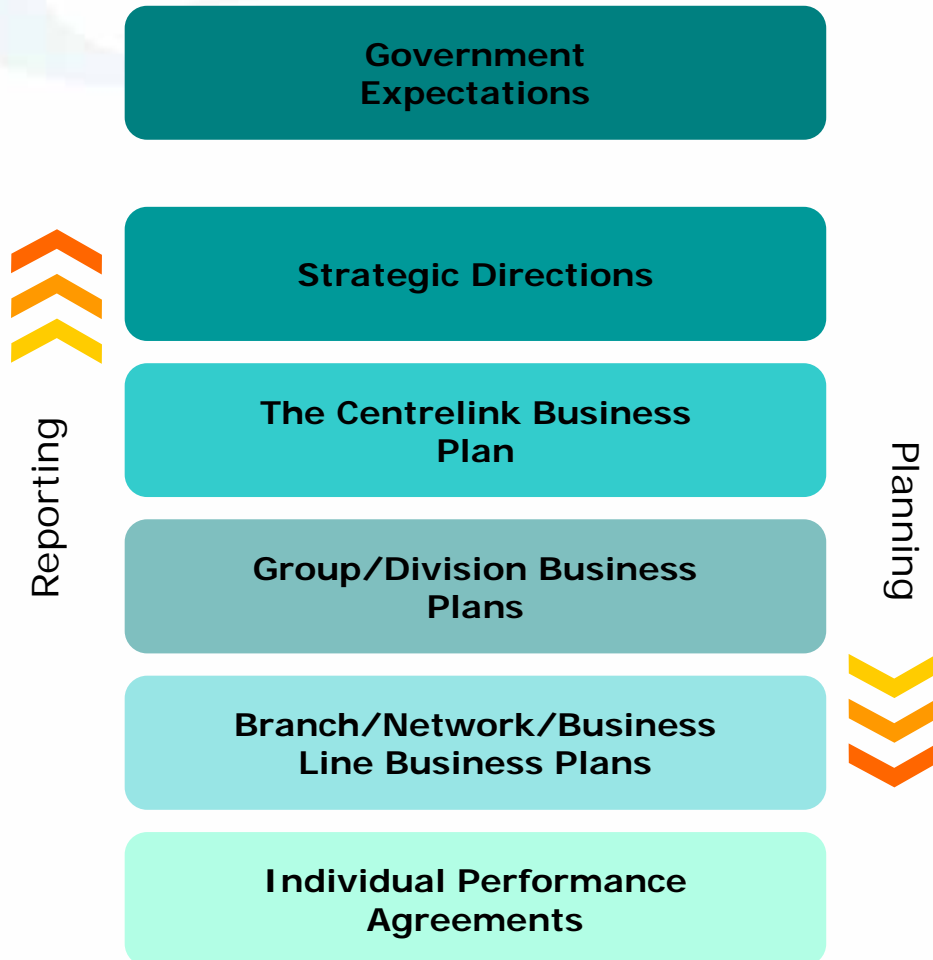 Government
Expectations
Strategic Directions
The Centrelink Business
Plan
Reporting
Planning
Group/Division Business
Plans
Branch/Network/Business
Line Business Plans
Individual Performance
Agreements